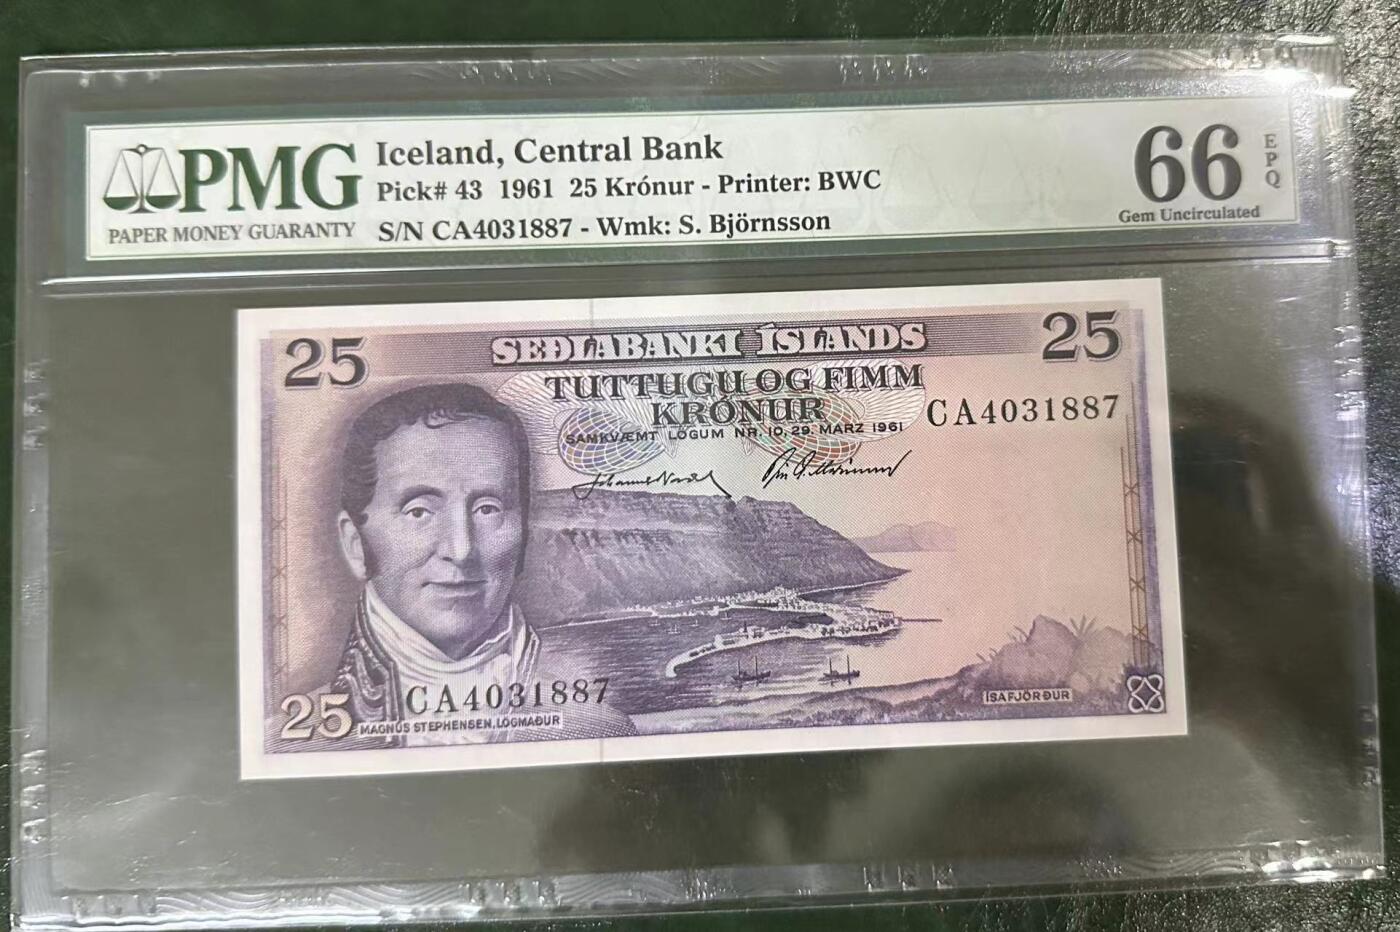 PMG
PAPER MONEY GUARANTY
Iceland, Central Bank
Pick# 43 1961 25 Krónur - Printer: BWC
S/N CA4031887 - Wmk: S. Björnsson
66
EPQ
Gem Uncirculated
25
SEÐLABANKI ÍSLANDS
25
TUTTUGU OG FIMM
KRÓNUR
CA4031887
SAMKVÆMT LÖGUM NR. 10, 29. MARZ 1961
CA4031887
25
MAGNÚS STEPHENSEN, LÖGMAÐUR
ÍSAFJÖRÐUR